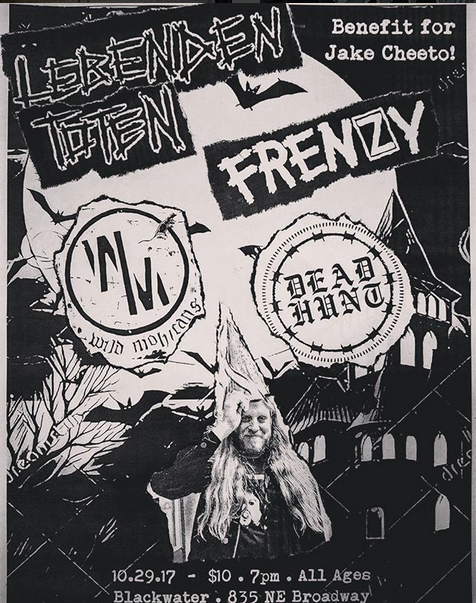 LEBENDEN
TOTEN
Benefit for
Jake Cheeto!
FRENZY
WM
wild mohicans
DEAD
HUNT
10.29.17 - $10 . 7pm . All Ages
Blackwater . 835 NE Broadway